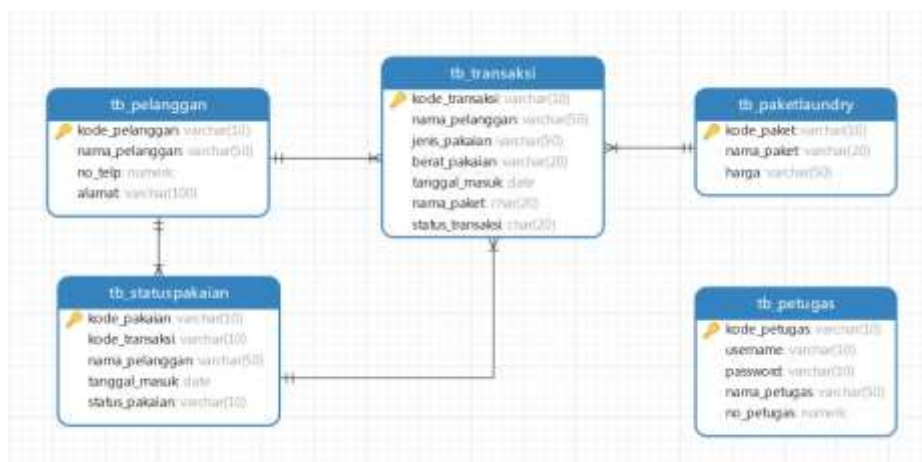 tb_pelanggan
kode_pelanggan varchar(10)
nama_pelanggan varchar(50)
no_telp numeric
alamat varchar(100)
tb_transaksi
kode_transaksi varchar(10)
nama_pelanggan varchar(50)
jenis_pakaian varchar(50)
berat_pakaian varchar(20)
tanggal_masuk date
nama_paket char(20)
status_transaksi char(20)
tb_paketlaundry
kode_paket varchar(10)
nama_paket varchar(20)
harga varchar(50)
tb_statuspakaian
kode_pakaian varchar(10)
kode_transaksi varchar(10)
nama_pelanggan varchar(50)
tanggal_masuk date
status_pakaian varchar(10)
tb_petugas
kode_petugas varchar(10)
username varchar(10)
password varchar(10)
nama_petugas varchar(50)
no_petugas numeric